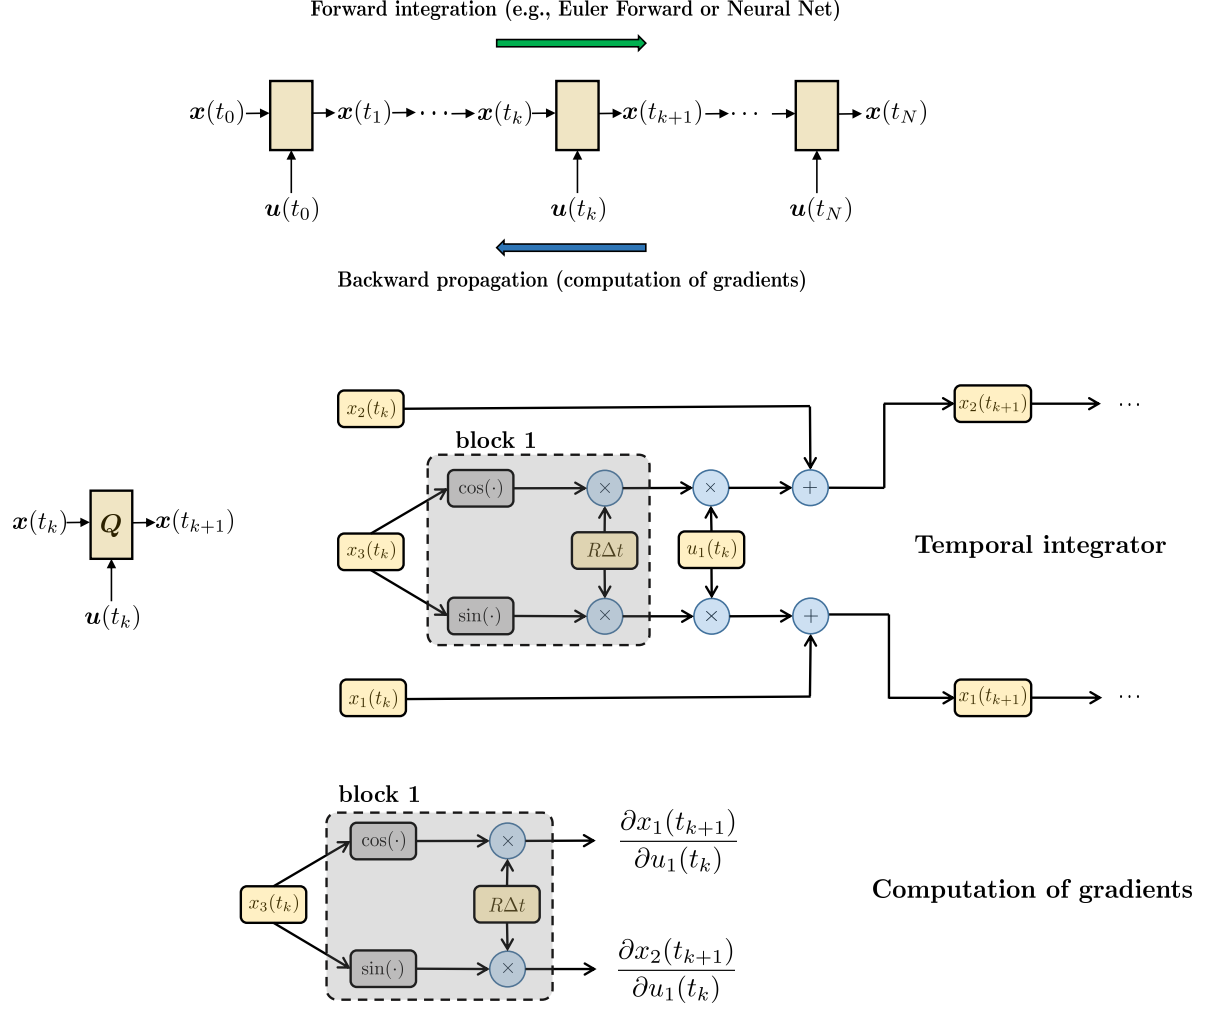 Forward integration (e.g., Euler Forward or Neural Net)
x(t₀) x(t₁) ··· x(tₖ) x(tₖ₊₁) ··· x(t_N)
u(t₀) u(tₖ) u(t_N)
Backward propagation (computation of gradients)
x₂(tₖ) x₂(tₖ₊₁) ···
block 1
cos(·) × × +
x(tₖ) Q x(tₖ₊₁) x₃(tₖ) RΔt u₁(tₖ) Temporal integrator
u(tₖ) sin(·) × × +
x₁(tₖ) x₁(tₖ₊₁) ···
block 1
cos(·) × ∂x₁(tₖ₊₁)
∂u₁(tₖ)
x₃(tₖ) RΔt Computation of gradients
sin(·) × ∂x₂(tₖ₊₁)
∂u₁(tₖ)